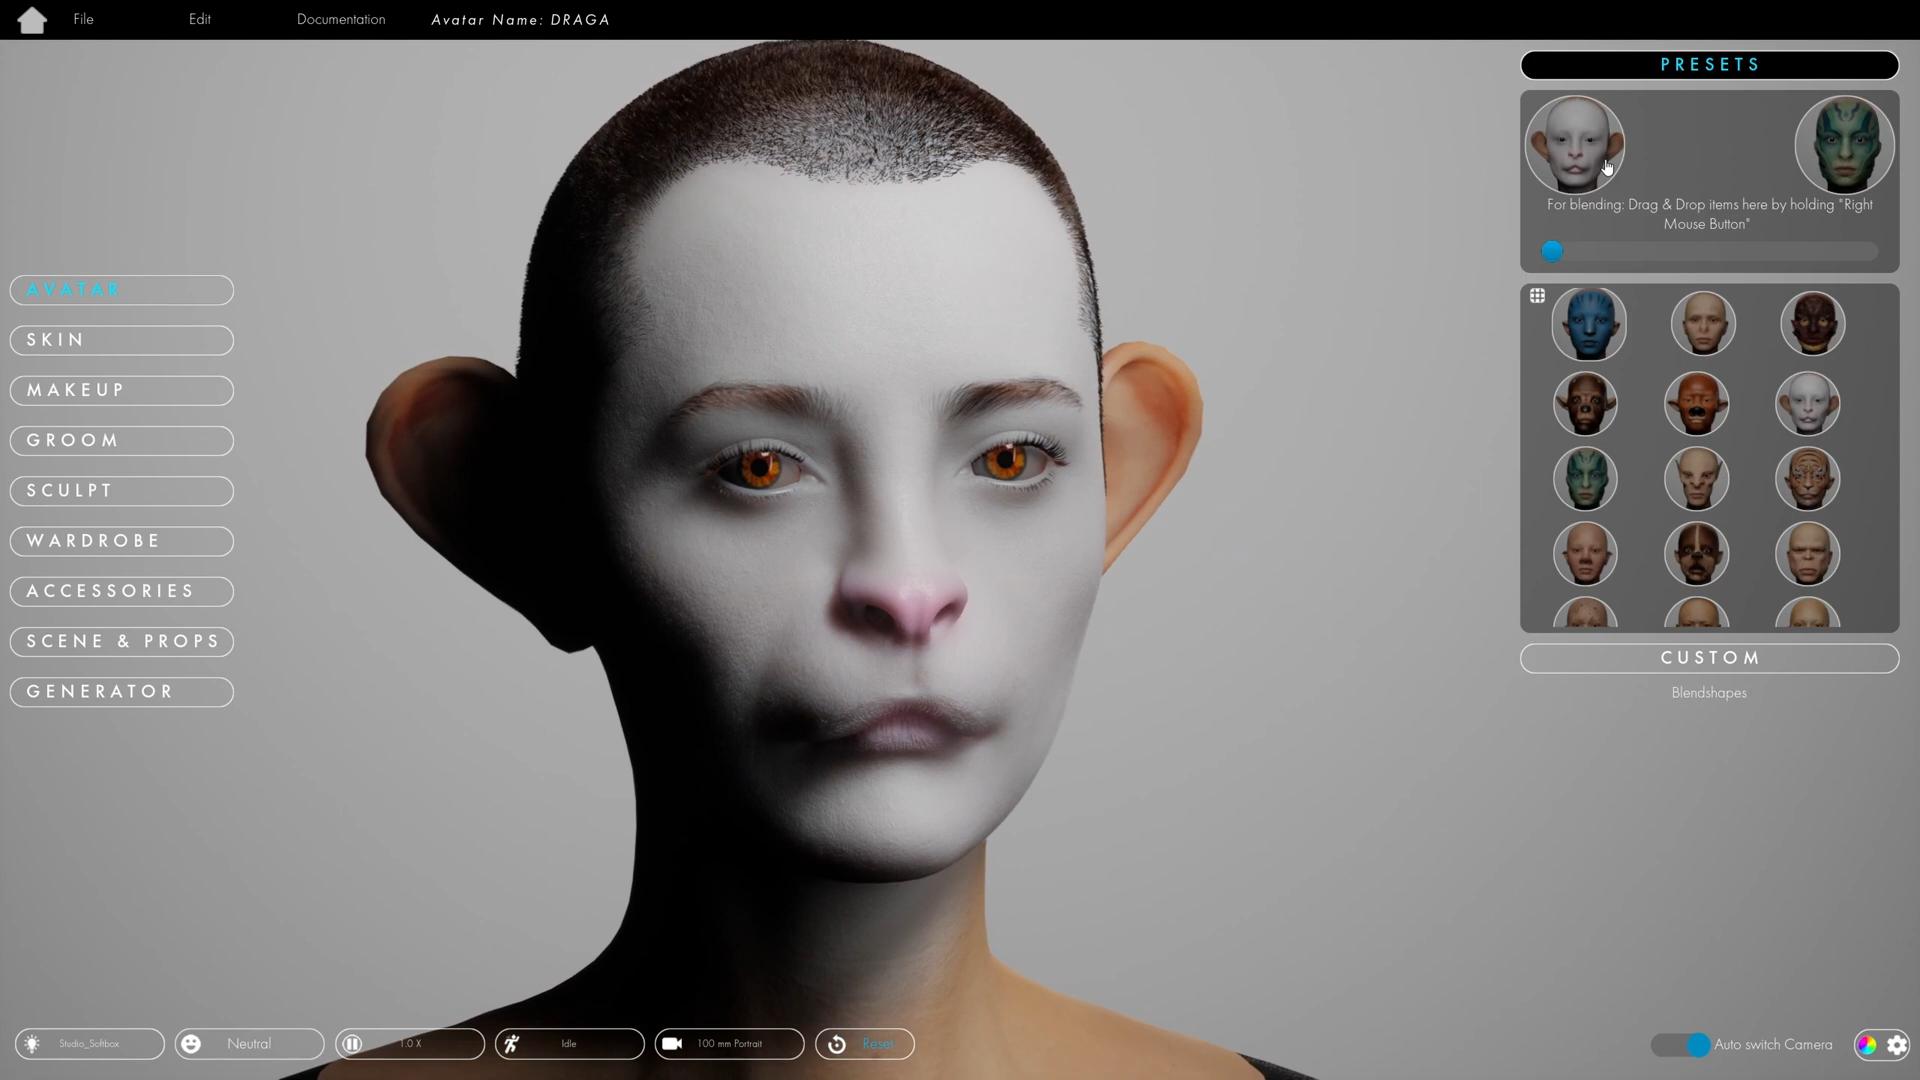 File
Edit
Documentation
Avatar Name: DRAGA
PRESETS
For blending: Drag & Drop items here by holding "Right
Mouse Button"
AVATAR
SKIN
MAKEUP
GROOM
SCULPT
WARDROBE
ACCESSORIES
SCENE & PROPS
GENERATOR
CUSTOM
Blendshapes
Studio_Softbox
Neutral
1.0 X
Idle
100 mm Portrait
Reset
Auto switch Camera